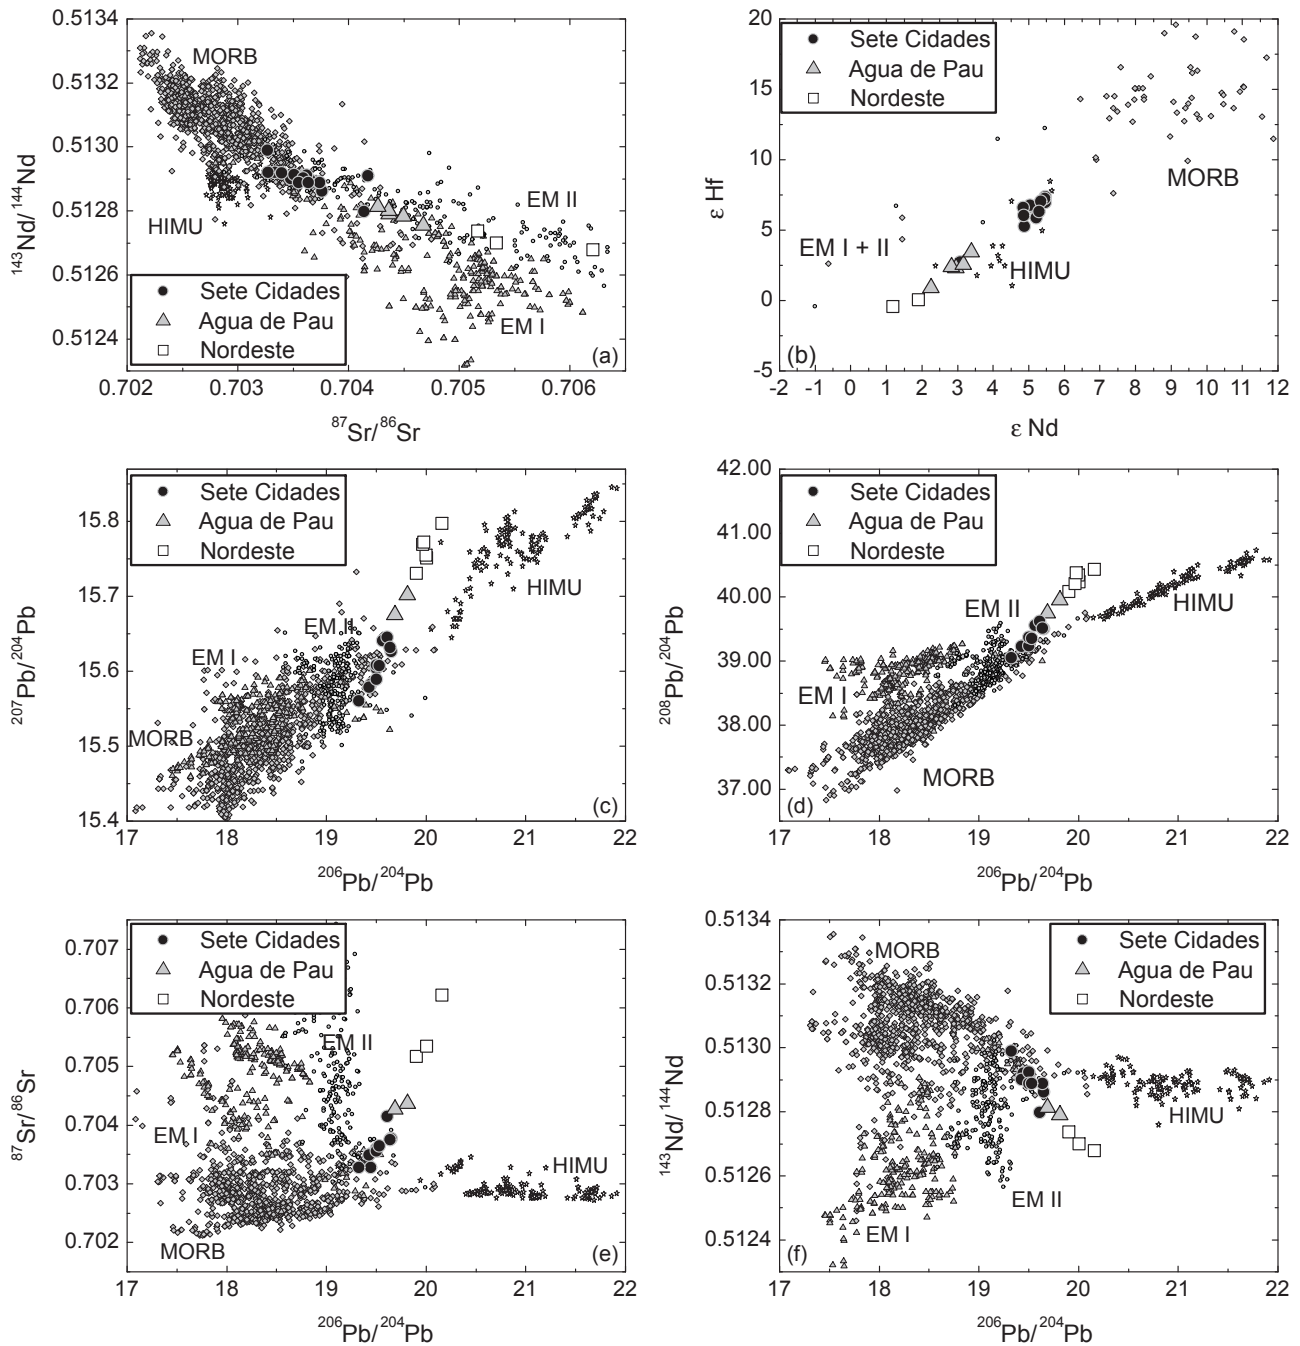 0.5134
0.5132
0.5130
0.5128
0.5126
0.5124
143Nd/144Nd
MORB
HIMU
EM II
EM I
Sete Cidades
Agua de Pau
Nordeste
(a)
0.702 0.703 0.704 0.705 0.706
87Sr/86Sr
20
15
10
5
0
-5
ε Hf
Sete Cidades
Agua de Pau
Nordeste
MORB
EM I + II
HIMU
(b)
-2 -1 0 1 2 3 4 5 6 7 8 9 10 11 12
ε Nd
15.8
15.7
15.6
15.5
15.4
207Pb/204Pb
Sete Cidades
Agua de Pau
Nordeste
HIMU
EM II
EM I
MORB
(c)
17 18 19 20 21 22
206Pb/204Pb
42.00
41.00
40.00
39.00
38.00
37.00
208Pb/204Pb
Sete Cidades
Agua de Pau
Nordeste
EM II
HIMU
EM I
MORB
(d)
17 18 19 20 21 22
206Pb/204Pb
0.707
0.706
0.705
0.704
0.703
0.702
87Sr/86Sr
Sete Cidades
Agua de Pau
Nordeste
EM II
EM I
HIMU
MORB
(e)
17 18 19 20 21 22
206Pb/204Pb
0.5134
0.5132
0.5130
0.5128
0.5126
0.5124
143Nd/144Nd
MORB
Sete Cidades
Agua de Pau
Nordeste
HIMU
EM II
EM I
(f)
17 18 19 20 21 22
206Pb/204Pb